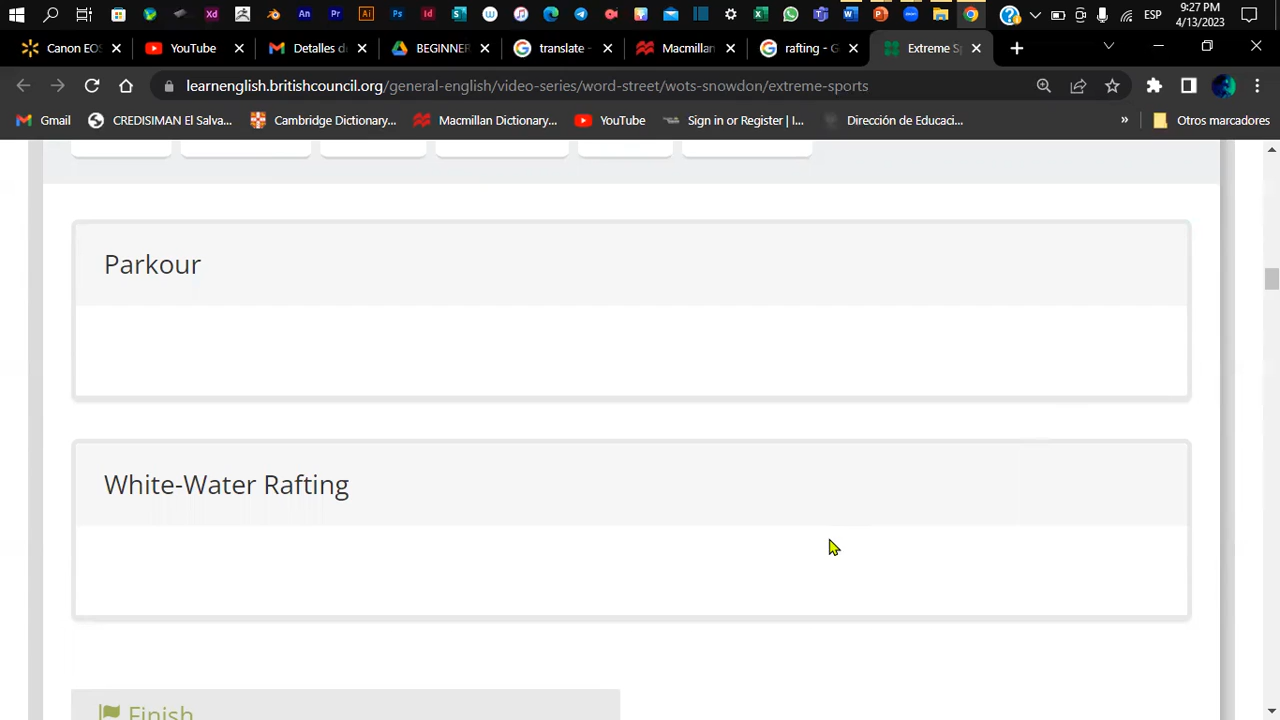 9:27 PM
ESP
4/13/2023
Canon EOS
YouTube
Detalles d
BEGINNER
translate -
Macmillan
rafting - G
Extreme S
learnenglish.britishcouncil.org/general-english/video-series/word-street/wots-snowdon/extreme-sports
Gmail
CREDISIMAN El Salva...
Cambridge Dictionary...
Macmillan Dictionary...
YouTube
Sign in or Register | I...
Dirección de Educaci...
»
Otros marcadores
Parkour
White-Water Rafting
Finish